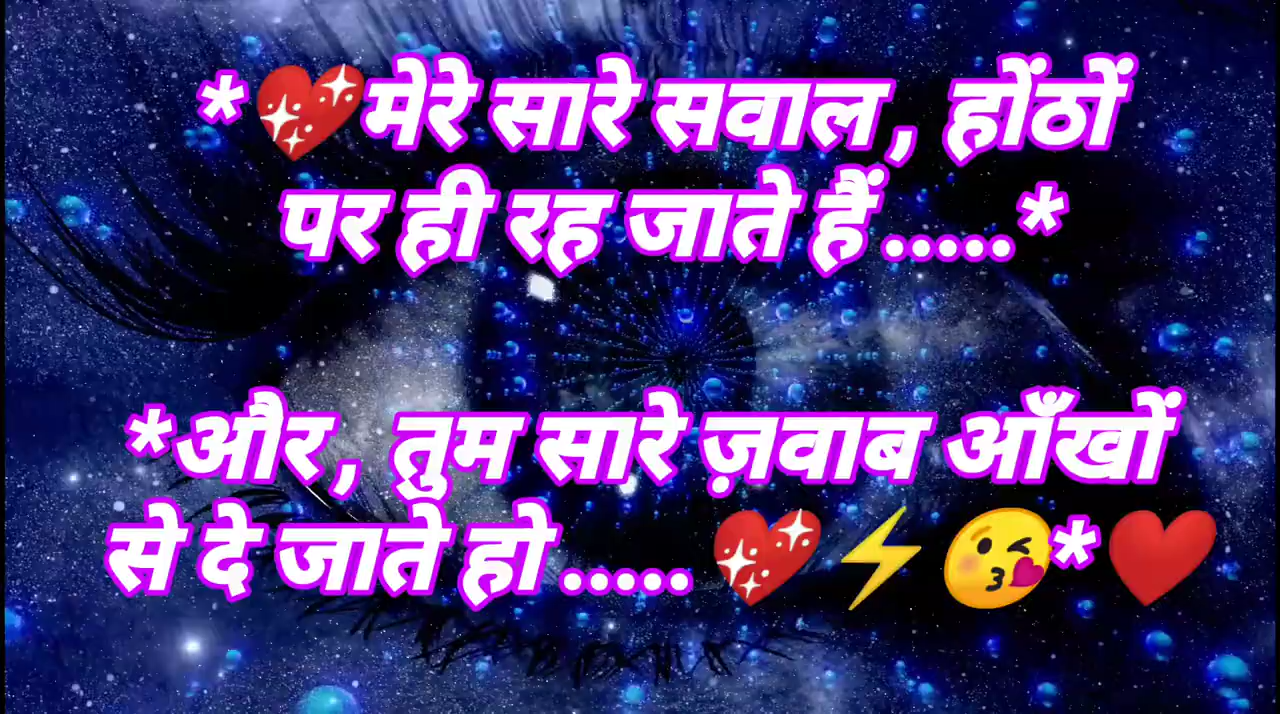 *💖मेरे सारे सवाल , होंठों
पर ही रह जाते हैं .....*
*और , तुम सारे ज़वाब आँखों
से दे जाते हो ..... 💖⚡😘*❤️